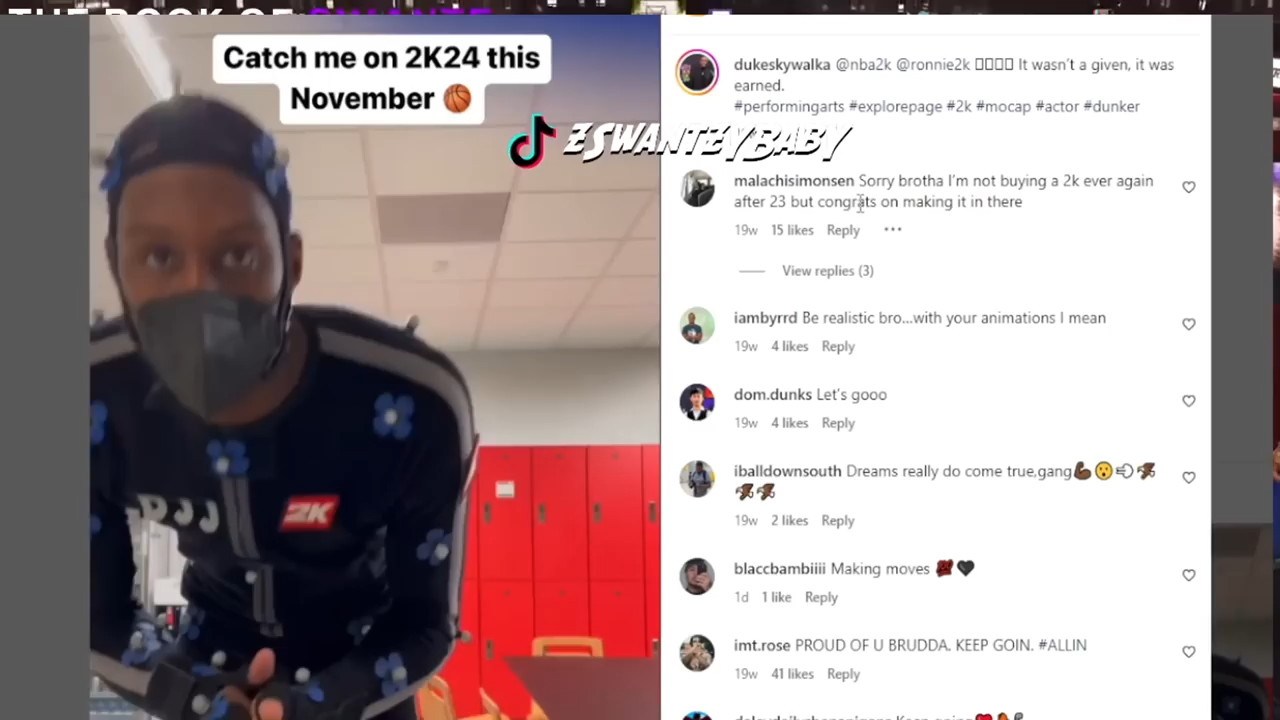 THE BOOK OF SWANTE
Catch me on 2K24 this
November 🏀
ZSWANTZYBABY
2K
dukeskywalka @nba2k @ronnie2k It wasn't a given, it was
earned.
#performingarts #explorepage #2k #mocap #actor #dunker
malachisimonsen Sorry brotha I'm not buying a 2k ever again
after 23 but congrats on making it in there
19w 15 likes Reply •••
View replies (3)
iambyrrd Be realistic bro...with your animations I mean
19w 4 likes Reply
dom.dunks Let's gooo
19w 4 likes Reply
iballdownsouth Dreams really do come true,gang💪🏿😮💨
19w 2 likes Reply
blaccbambiiii Making moves 💯🖤
1d 1 like Reply
imt.rose PROUD OF U BRUDDA. KEEP GOIN. #ALLIN
19w 41 likes Reply